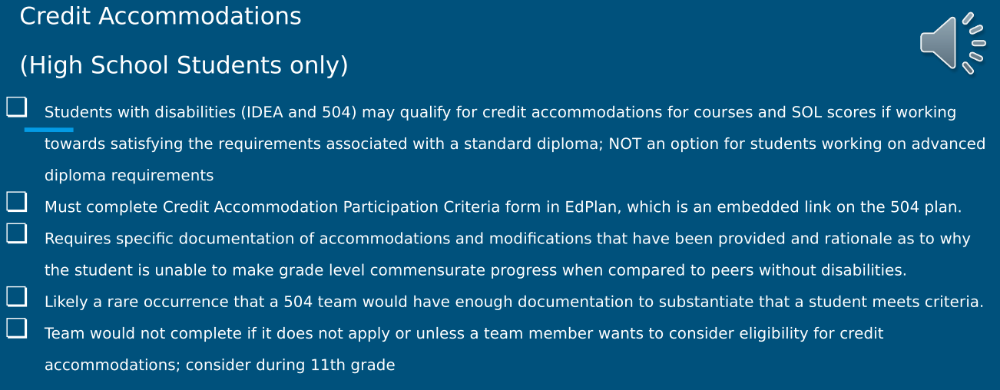 Credit Accommodations
(High School Students only)
❑ Students with disabilities (IDEA and 504) may qualify for credit accommodations for courses and SOL scores if working
towards satisfying the requirements associated with a standard diploma; NOT an option for students working on advanced
diploma requirements
❑ Must complete Credit Accommodation Participation Criteria form in EdPlan, which is an embedded link on the 504 plan.
❑ Requires specific documentation of accommodations and modifications that have been provided and rationale as to why
the student is unable to make grade level commensurate progress when compared to peers without disabilities.
❑ Likely a rare occurrence that a 504 team would have enough documentation to substantiate that a student meets criteria.
❑ Team would not complete if it does not apply or unless a team member wants to consider eligibility for credit
accommodations; consider during 11th grade